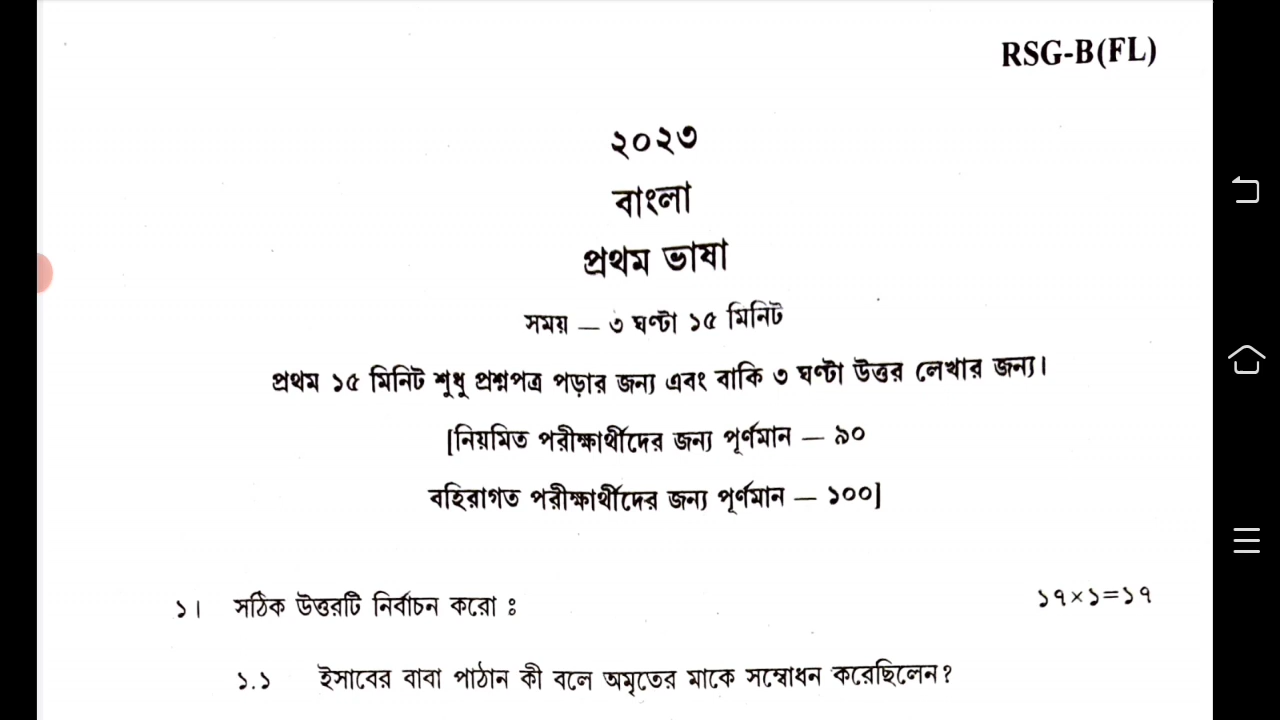 RSG-B(FL)
২০২৩
বাংলা
প্রথম ভাষা
সময় — ৩ ঘণ্টা ১৫ মিনিট
প্রথম ১৫ মিনিট শুধু প্রশ্নপত্র পড়ার জন্য এবং বাকি ৩ ঘণ্টা উত্তর লেখার জন্য।
[নিয়মিত পরীক্ষার্থীদের জন্য পূর্ণমান — ৯০
বহিরাগত পরীক্ষার্থীদের জন্য পূর্ণমান — ১০০]
১। সঠিক উত্তরটি নির্বাচন করো : ১৭×১=১৭
১.১ ইসাবের বাবা পাঠান কী বলে অমৃতের মাকে সম্বোধন করেছিলেন?